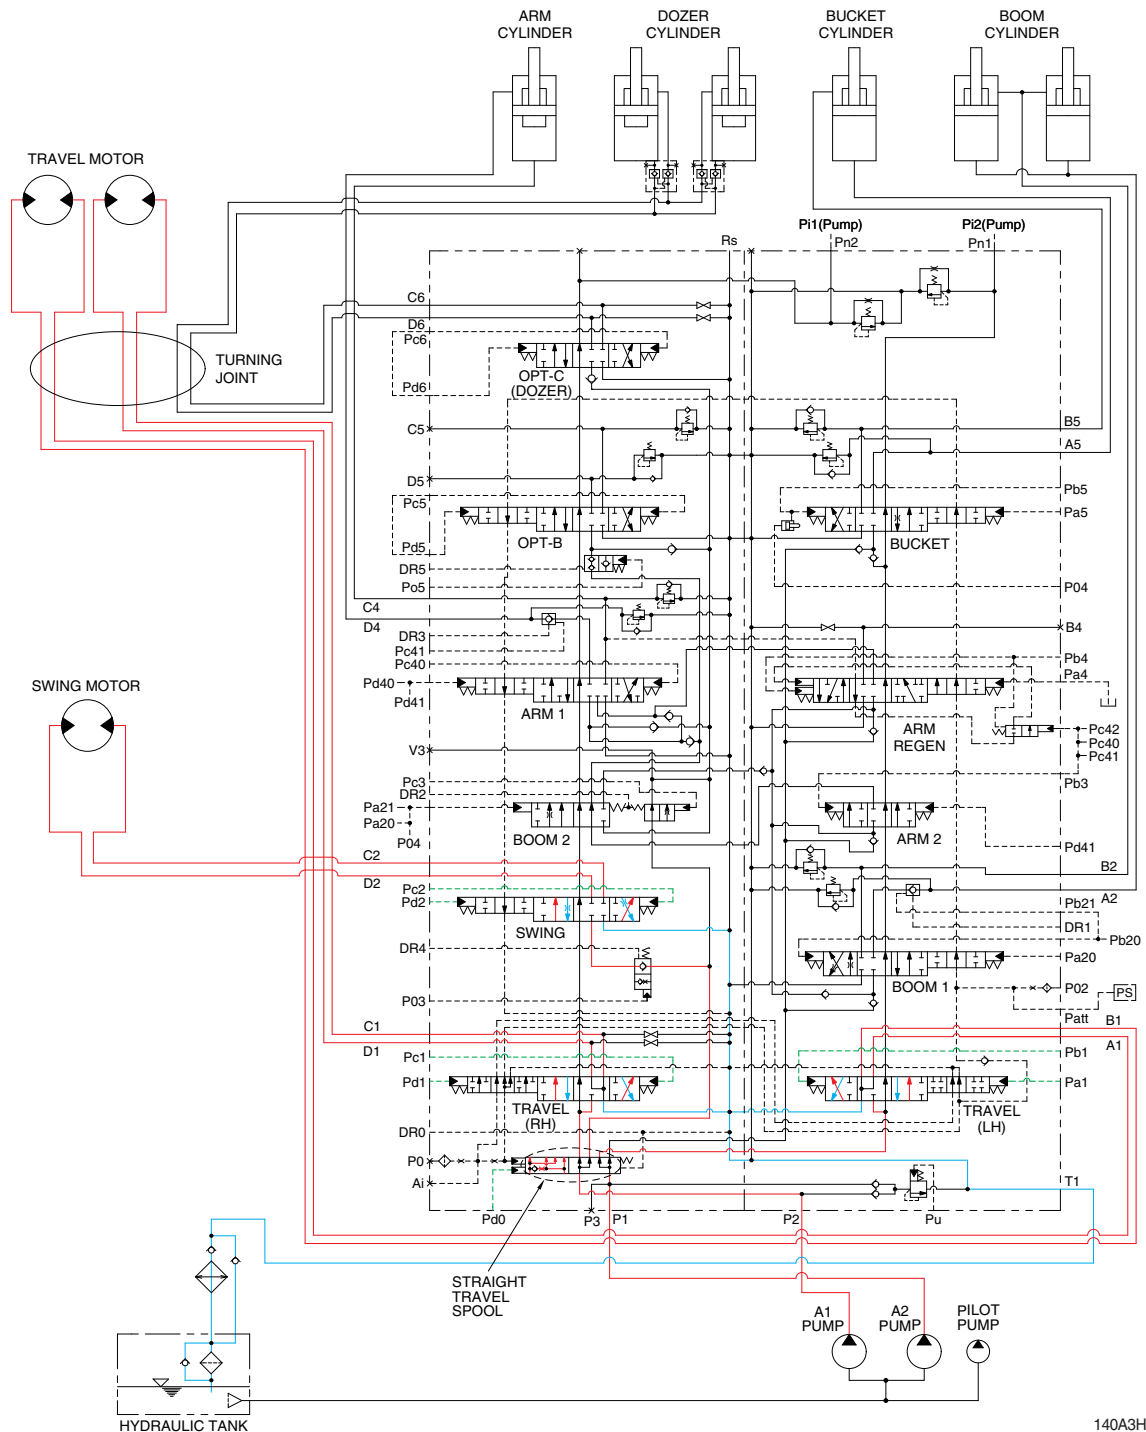 ARM
CYLINDER
DOZER
CYLINDER
BUCKET
CYLINDER
BOOM
CYLINDER
TRAVEL MOTOR
TURNING
JOINT
Pi1(Pump)
Pn2
Pi2(Pump)
Pn1
Rs
C6
D6
Pc6
Pd6
OPT-C
(DOZER)
C5
B5
A5
D5
Pc5
Pb5
Pa5
Pd5
OPT-B
BUCKET
DR5
Po5
P04
C4
D4
DR3
Pc41
Pc40
B4
Pb4
Pa4
SWING MOTOR
Pd40
Pd41
ARM 1
ARM
REGEN
Pc42
Pc40
Pc41
V3
Pc3
DR2
Pb3
Pa21
Pa20
P04
BOOM 2
ARM 2
Pd41
C2
D2
B2
A2
Pc2
Pd2
SWING
Pb21
DR1
Pb20
DR4
Pa20
BOOM 1
P03
P02
PS
Patt
C1
D1
B1
A1
Pc1
Pb1
Pd1
Pa1
TRAVEL
(RH)
TRAVEL
(LH)
DR0
P0
Ai
T1
Pd0
P3
P1
P2
Pu
STRAIGHT
TRAVEL
SPOOL
A1
PUMP
A2
PUMP
PILOT
PUMP
HYDRAULIC TANK
140A3H